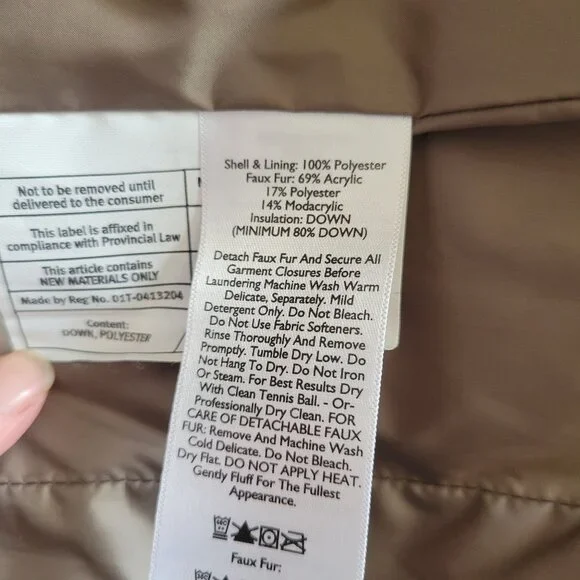 Not to be removed until
delivered to the consumer
This label is affixed in
compliance with Provincial Law
This article contains
NEW MATERIALS ONLY
Made by Reg No. 01T-0413204
Content:
DOWN, POLYESTER
Shell & Lining: 100% Polyester
Faux Fur: 69% Acrylic
17% Polyester
14% Modacrylic
Insulation: DOWN
(MINIMUM 80% DOWN)
Detach Faux Fur And Secure All
Garment Closures Before
Laundering Machine Wash Warm
Delicate, Separately. Mild
Detergent Only. Do Not Bleach.
Do Not Use Fabric Softeners.
Rinse Thoroughly And Remove
Promptly. Tumble Dry Low. Do
Not Hang To Dry. Do Not Iron
Or Steam. For Best Results Dry
With Clean Tennis Ball. - Or-
Professionally Dry Clean. FOR
CARE OF DETACHABLE FAUX
FUR: Remove And Machine Wash
Cold Delicate. Do Not Bleach.
Dry Flat. DO NOT APPLY HEAT.
Gently Fluff For The Fullest
Appearance.
Faux Fur: